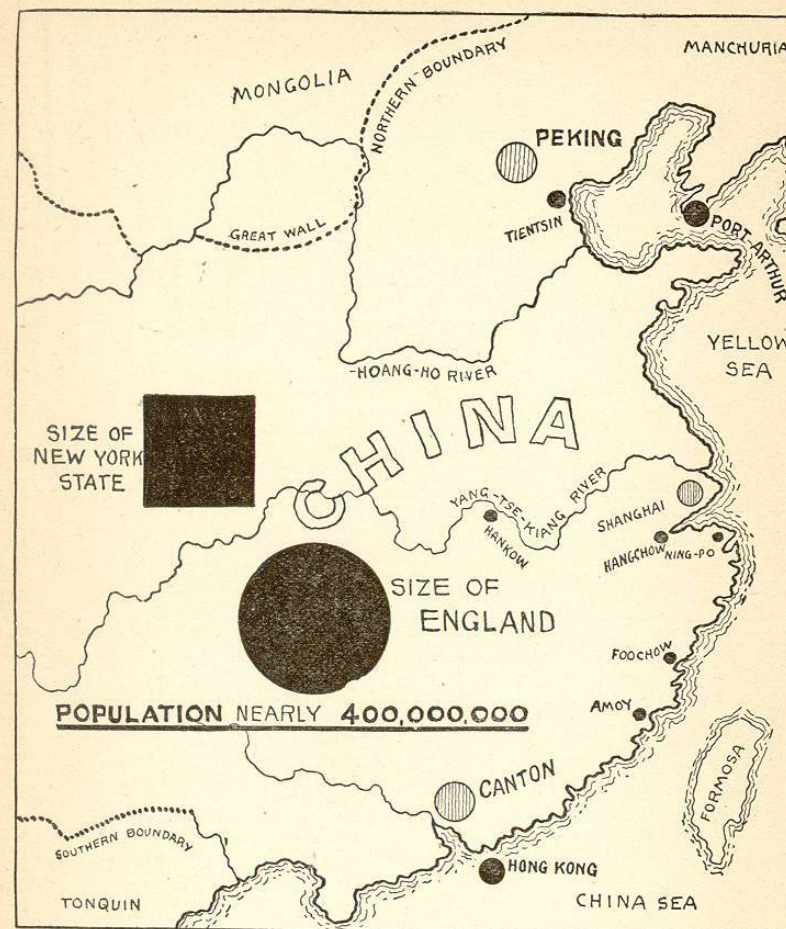 MONGOLIA
NORTHERN-BOUNDARY
MANCHURIA
PEKING
TIENTSIN
PORT-ARTHUR
GREAT WALL
YELLOW
SEA
-HOANG-HO RIVER
CHINA
SIZE OF
NEW YORK
STATE
YANG-TSE-KIANG RIVER
SHANGHAI
HANKOW
HANGCHOW
NING-PO
SIZE OF
ENGLAND
FOOCHOW
POPULATION NEARLY 400,000,000
AMOY
FORMOSA
CANTON
SOUTHERN BOUNDARY
HONG KONG
TONQUIN
CHINA SEA